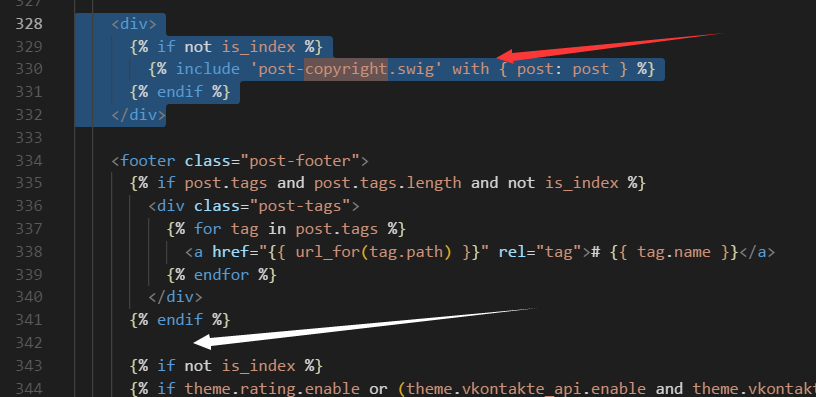 327
328 <div>
329 {% if not is_index %}
330 {% include 'post-copyright.swig' with { post: post } %}
331 {% endif %}
332 </div>
333
334 <footer class="post-footer">
335 {% if post.tags and post.tags.length and not is_index %}
336 <div class="post-tags">
337 {% for tag in post.tags %}
338 <a href="{{ url_for(tag.path) }}" rel="tag"># {{ tag.name }}</a>
339 {% endfor %}
340 </div>
341 {% endif %}
342
343 {% if not is_index %}
344 {% if theme.rating.enable or (theme.vkontakte_api.enable and theme.vkontakt